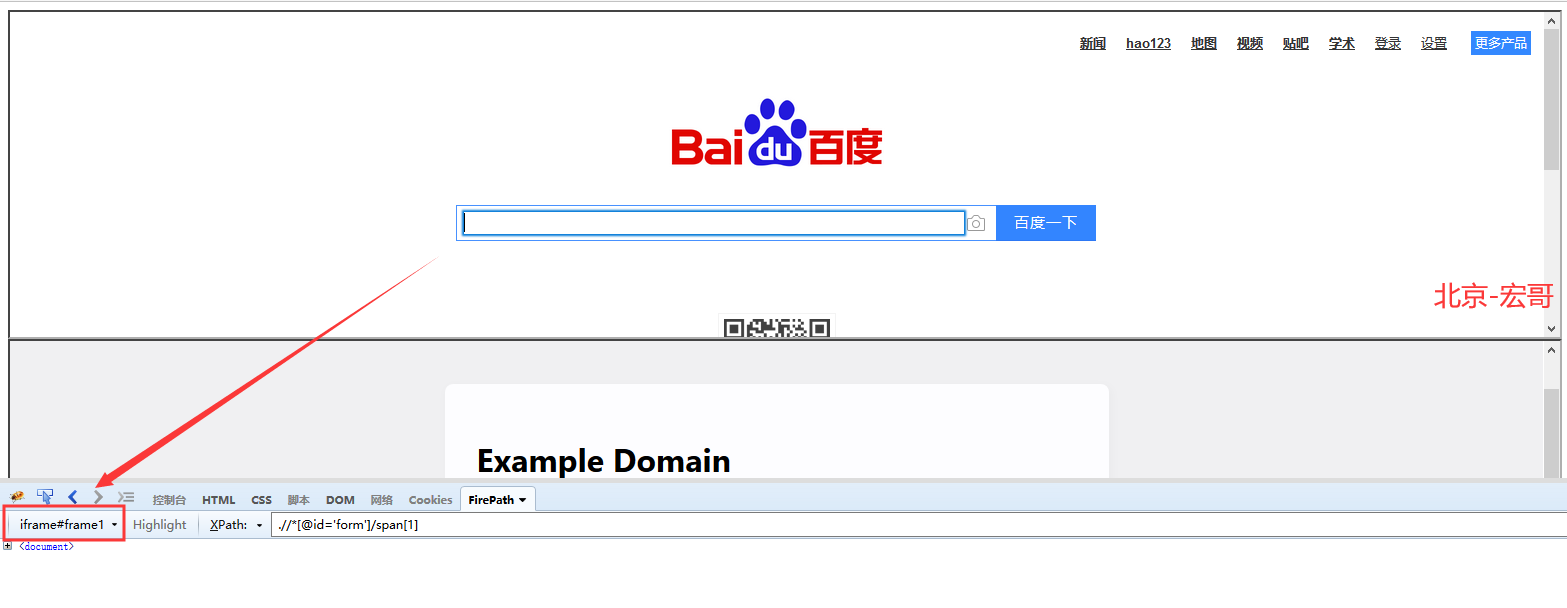 新闻 hao123 地图 视频 贴吧 学术 登录 设置 更多产品
Bai du 百度
百度一下
北京-宏哥
Example Domain
控制台 HTML CSS 脚本 DOM 网络 Cookies FirePath
iframe#frame1 Highlight XPath: .//*[@id='form']/span[1]
<document>